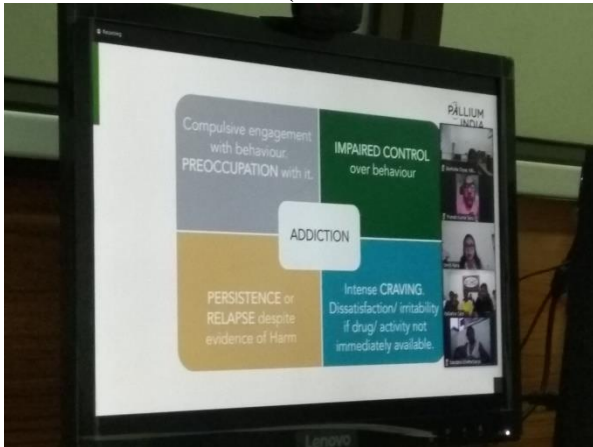 Recording
PALLIUM
INDIA
Compulsive engagement
with behaviour.
PREOCCUPATION with it.
IMPAIRED CONTROL
over behaviour
ADDICTION
PERSISTENCE or
RELAPSE despite
evidence of Harm
Intense CRAVING.
Dissatisfaction/ irritability
if drug/ activity not
immediately available.
Lenovo